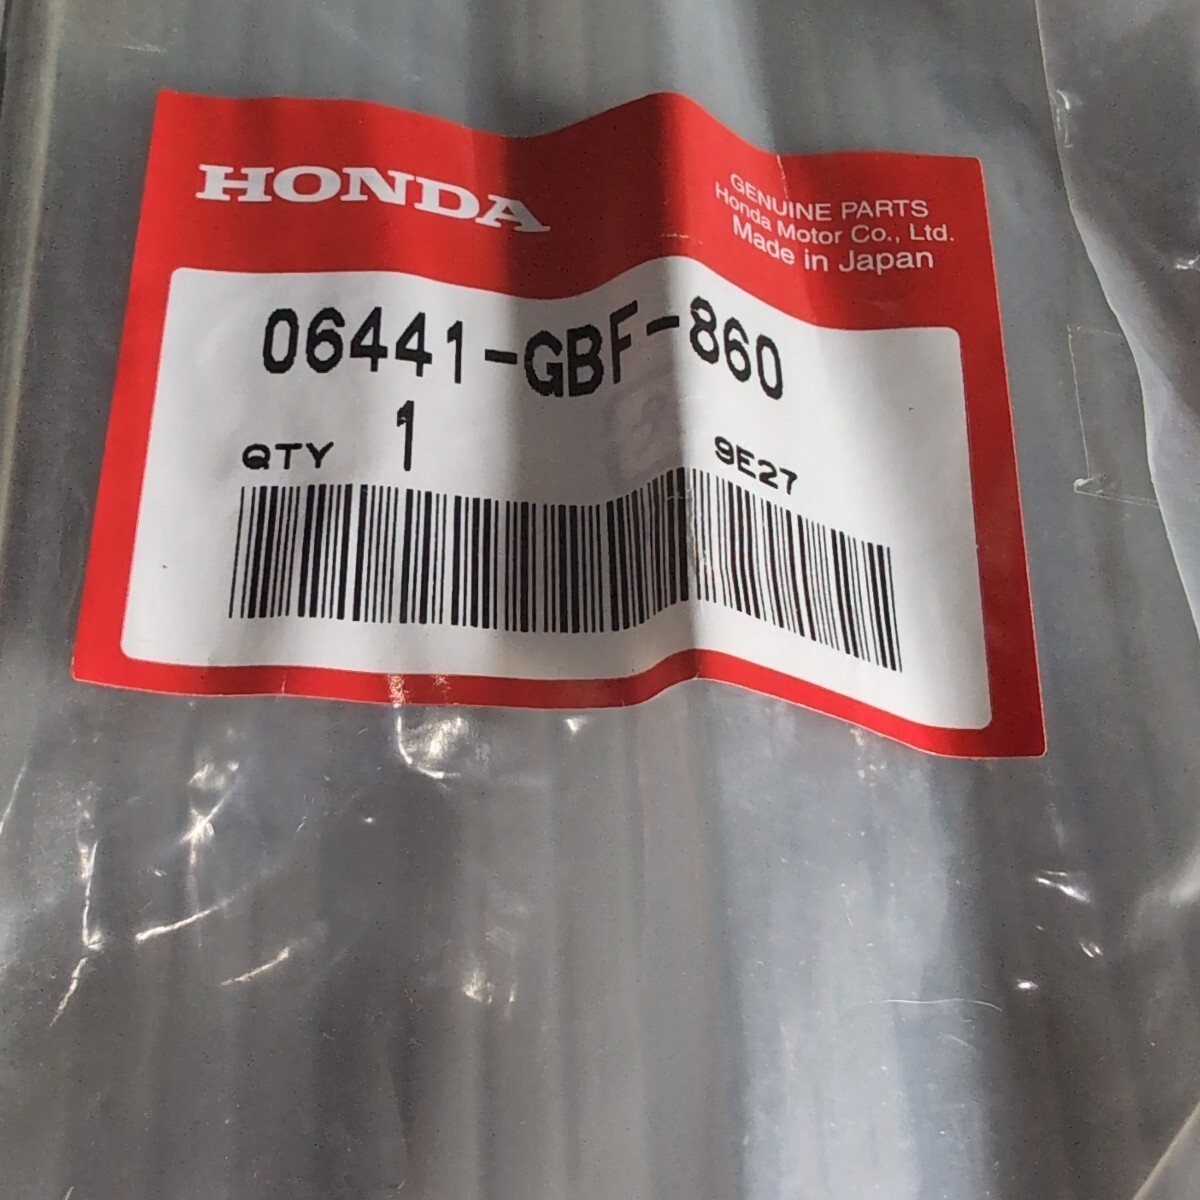 HONDA
GENUINE PARTS
Honda Motor Co., Ltd.
Made in Japan
06441-GBF-860
QTY 1
9E27